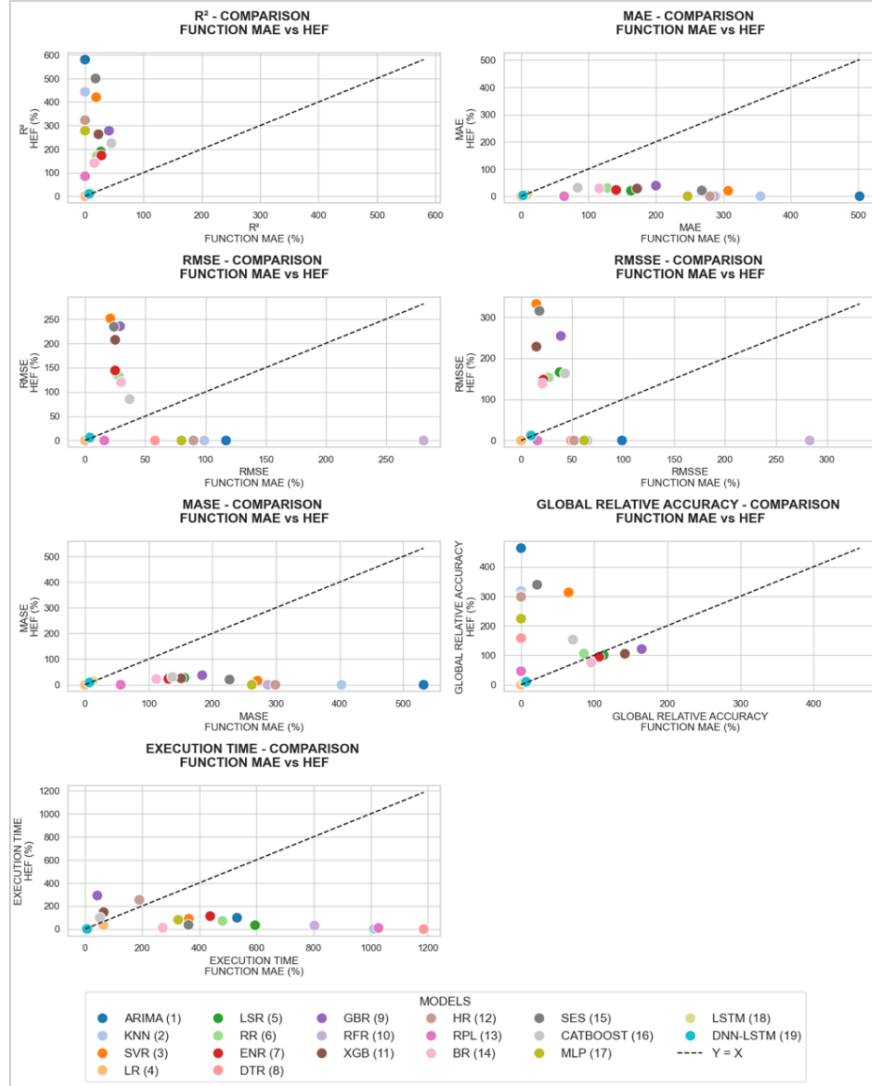 R² - COMPARISON
FUNCTION MAE vs HEF
600
500
400
300
200
100
0
R²
HEF (%)
0 100 200 300 400 500 600
R²
FUNCTION MAE (%)
MAE - COMPARISON
FUNCTION MAE vs HEF
500
400
300
200
100
0
MAE
HEF (%)
0 100 200 300 400 500
MAE
FUNCTION MAE (%)
RMSE - COMPARISON
FUNCTION MAE vs HEF
250
200
150
100
50
0
RMSE
HEF (%)
0 50 100 150 200 250
RMSE
FUNCTION MAE (%)
RMSSE - COMPARISON
FUNCTION MAE vs HEF
300
200
100
0
RMSSE
HEF (%)
0 50 100 150 200 250 300
RMSSE
FUNCTION MAE (%)
MASE - COMPARISON
FUNCTION MAE vs HEF
500
400
300
200
100
0
MASE
HEF (%)
0 100 200 300 400 500
MASE
FUNCTION MAE (%)
GLOBAL RELATIVE ACCURACY - COMPARISON
FUNCTION MAE vs HEF
400
300
200
100
0
GLOBAL RELATIVE ACCURACY
HEF (%)
0 100 200 300 400
GLOBAL RELATIVE ACCURACY
FUNCTION MAE (%)
EXECUTION TIME - COMPARISON
FUNCTION MAE vs HEF
1200
1000
800
600
400
200
0
EXECUTION TIME
HEF (%)
0 200 400 600 800 1000 1200
EXECUTION TIME
FUNCTION MAE (%)
MODELS
ARIMA (1) LSR (5) GBR (9) HR (12) SES (15) LSTM (18)
KNN (2) RR (6) RFR (10) RPL (13) CATBOOST (16) DNN-LSTM (19)
SVR (3) ENR (7) XGB (11) BR (14) MLP (17) Y = X
LR (4) DTR (8)